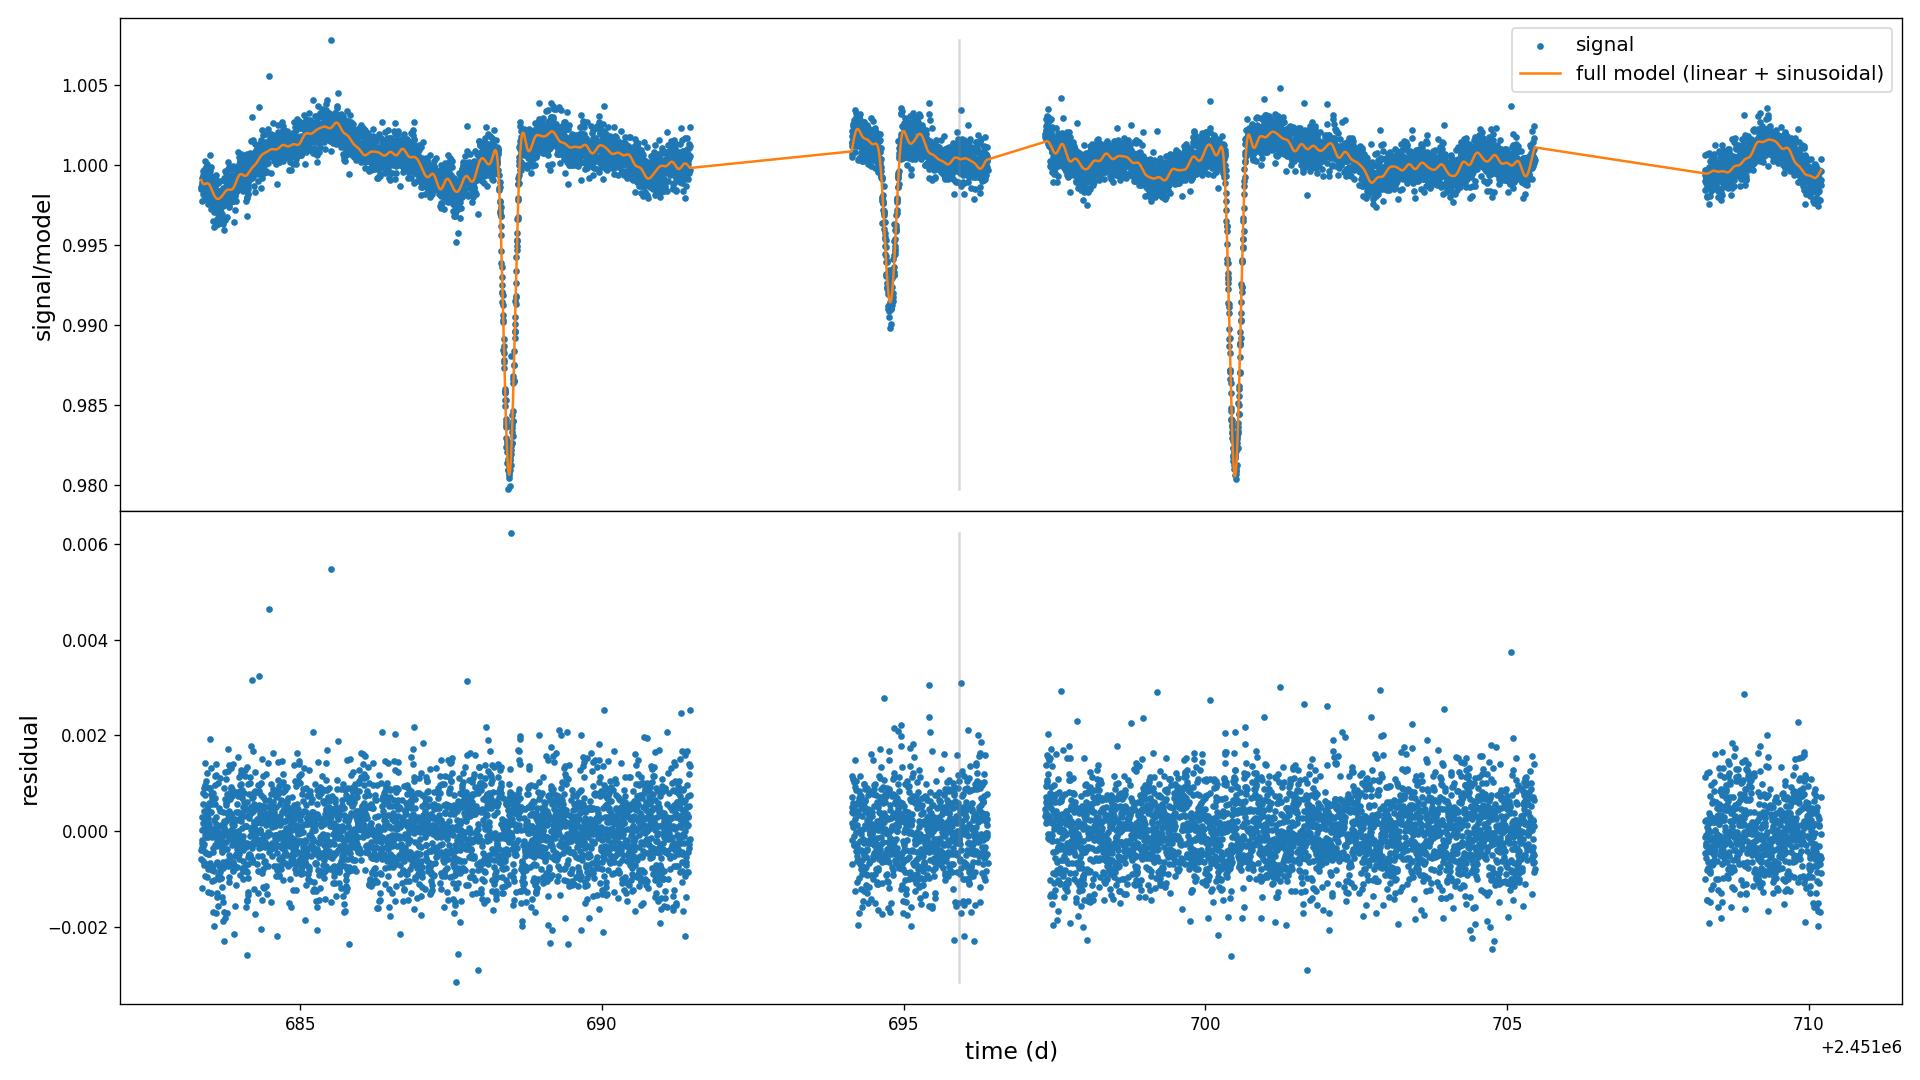 signal
full model (linear + sinusoidal)
1.005
1.000
0.995
0.990
0.985
0.980
signal/model
0.006
0.004
0.002
0.000
−0.002
residual
685
690
695
700
705
710
time (d)
+2.451e6